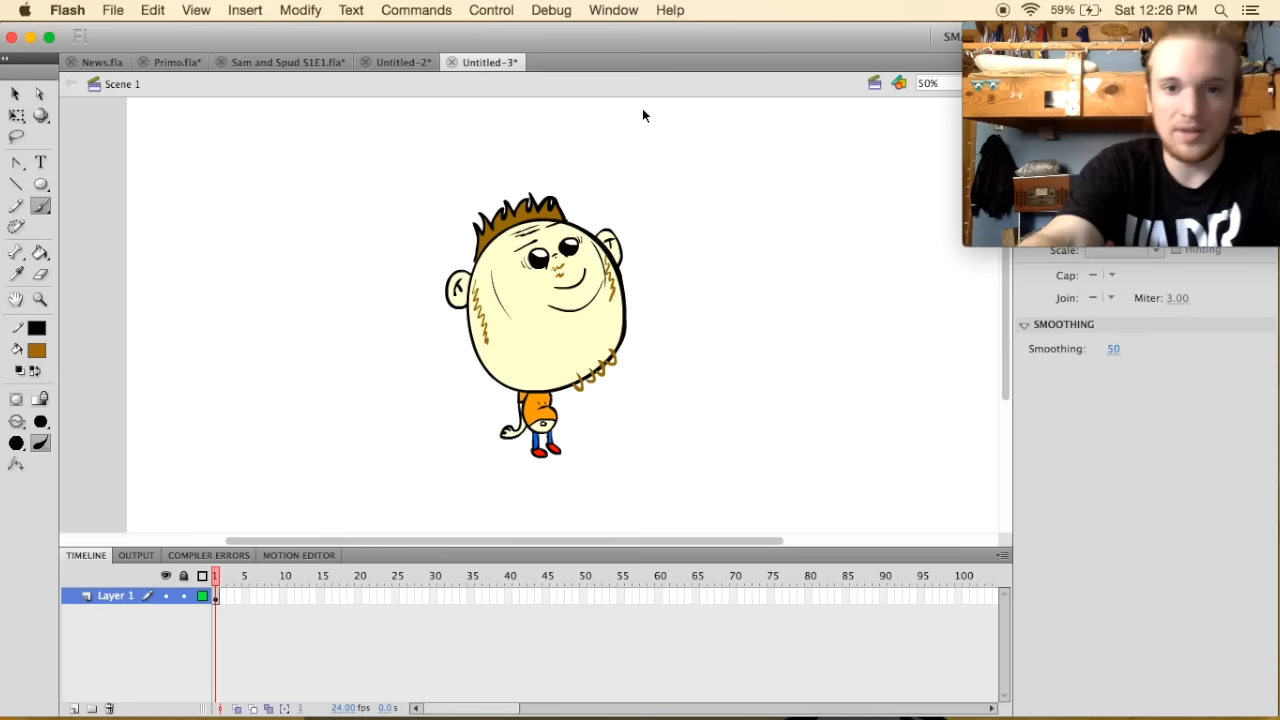 Flash File Edit View Insert Modify Text Commands Control Debug Window Help 59% Sat 12:26 PM
Fl
News.fla Primo.fla* Sam and Spud S1E1.fla* Untitled-2* Untitled-3*
Scene 1 50%
T
Scale: Hinting
Cap:
Join: Miter: 3.00
SMOOTHING
Smoothing: 50
TIMELINE OUTPUT COMPILER ERRORS MOTION EDITOR
1 5 10 15 20 25 30 35 40 45 50 55 60 65 70 75 80 85 90 95 100
Layer 1
1 24.00 fps 0.0 s